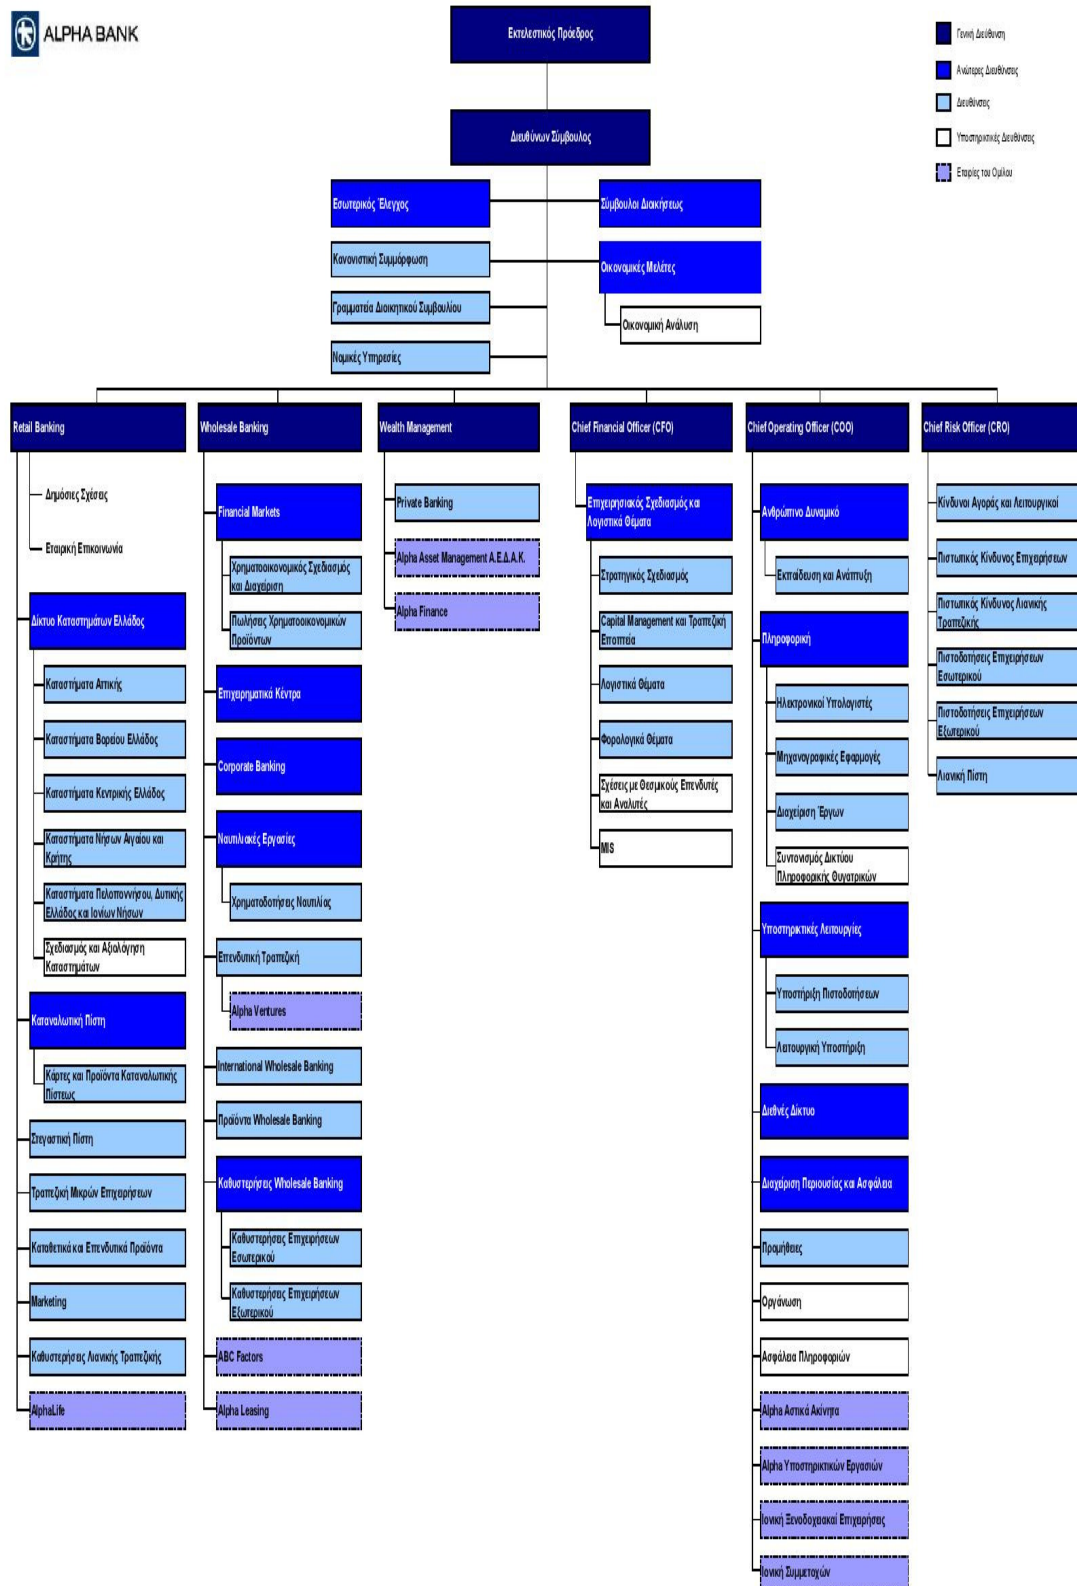 ALPHA BANK
Εκτελεστικός Πρόεδρος
Διευθύνων Σύμβουλος
Γενική Διεύθυνση
Ανώτερες Διευθύνσεις
Διευθύνσεις
Υποστηρικτικές Διευθύνσεις
Εταιρίες του Ομίλου
Εσωτερικός Έλεγχος
Σύμβουλοι Διοικήσεως
Κανονιστική Συμμόρφωση
Οικονομικές Μελέτες
Γραμματεία Διοικητικού Συμβουλίου
Οικονομική Ανάλυση
Νομικές Υπηρεσίες
Retail Banking
Δημόσιες Σχέσεις
Εταιρική Επικοινωνία
Δίκτυο Καταστημάτων Ελλάδος
Καταστήματα Αττικής
Καταστήματα Βορείου Ελλάδος
Καταστήματα Κεντρικής Ελλάδος
Καταστήματα Νήσων Αιγαίου και
Κρήτης
Καταστήματα Πελοποννήσου, Δυτικής
Ελλάδος και Ιονίων Νήσων
Σχεδιασμός και Αξιολόγηση
Καταστημάτων
Καταναλωτική Πίστη
Κάρτες και Προϊόντα Καταναλωτικής
Πίστεως
Στεγαστική Πίστη
Τραπεζική Μικρών Επιχειρήσεων
Καταθετικά και Επενδυτικά Προϊόντα
Marketing
Καθυστερήσεις Λιανικής Τραπεζικής
AlphaLife
Wholesale Banking
Financial Markets
Χρηματοοικονομικός Σχεδιασμός
και Διαχείριση
Πωλήσεις Χρηματοοικονομικών
Προϊόντων
Επιχειρηματικά Κέντρα
Corporate Banking
Ναυτιλιακές Εργασίες
Χρηματοδοτήσεις Ναυτιλίας
Επενδυτική Τραπεζική
Alpha Ventures
International Wholesale Banking
Προϊόντα Wholesale Banking
Καθυστερήσεις Wholesale Banking
Καθυστερήσεις Επιχειρήσεων
Εσωτερικού
Καθυστερήσεις Επιχειρήσεων
Εξωτερικού
ABC Factors
Alpha Leasing
Wealth Management
Private Banking
Alpha Asset Management Α.Ε.Δ.Α.Κ.
Alpha Finance
Chief Financial Officer (CFO)
Επιχειρησιακός Σχεδιασμός και
Λογιστικά Θέματα
Στρατηγικός Σχεδιασμός
Capital Management και Τραπεζική
Εποπτεία
Λογιστικά Θέματα
Φορολογικά Θέματα
Σχέσεις με Θεσμικούς Επενδυτές
και Αναλυτές
MIS
Chief Operating Officer (COO)
Ανθρώπινο Δυναμικό
Εκπαίδευση και Ανάπτυξη
Πληροφορική
Ηλεκτρονικοί Υπολογιστές
Μηχανογραφικές Εφαρμογές
Διαχείριση Έργων
Συντονισμός Δικτύου
Πληροφορικής Θυγατρικών
Υποστηρικτικές Λειτουργίες
Υποστήριξη Πιστοδοτήσεων
Λειτουργική Υποστήριξη
Διεθνές Δίκτυο
Διαχείριση Περιουσίας και Ασφάλεια
Προμήθειες
Οργάνωση
Ασφάλεια Πληροφοριών
Alpha Αστικά Ακίνητα
Alpha Υποστηρικτικών Εργασιών
Ιονική Ξενοδοχειακαί Επιχειρήσεις
Ιονική Συμμετοχών
Chief Risk Officer (CRO)
Κίνδυνοι Αγοράς και Λειτουργικοί
Πιστωτικός Κίνδυνος Επιχειρήσεων
Πιστωτικός Κίνδυνος Λιανικής
Τραπεζικής
Πιστοδοτήσεις Επιχειρήσεων
Εσωτερικού
Πιστοδοτήσεις Επιχειρήσεων
Εξωτερικού
Λιανική Πίστη